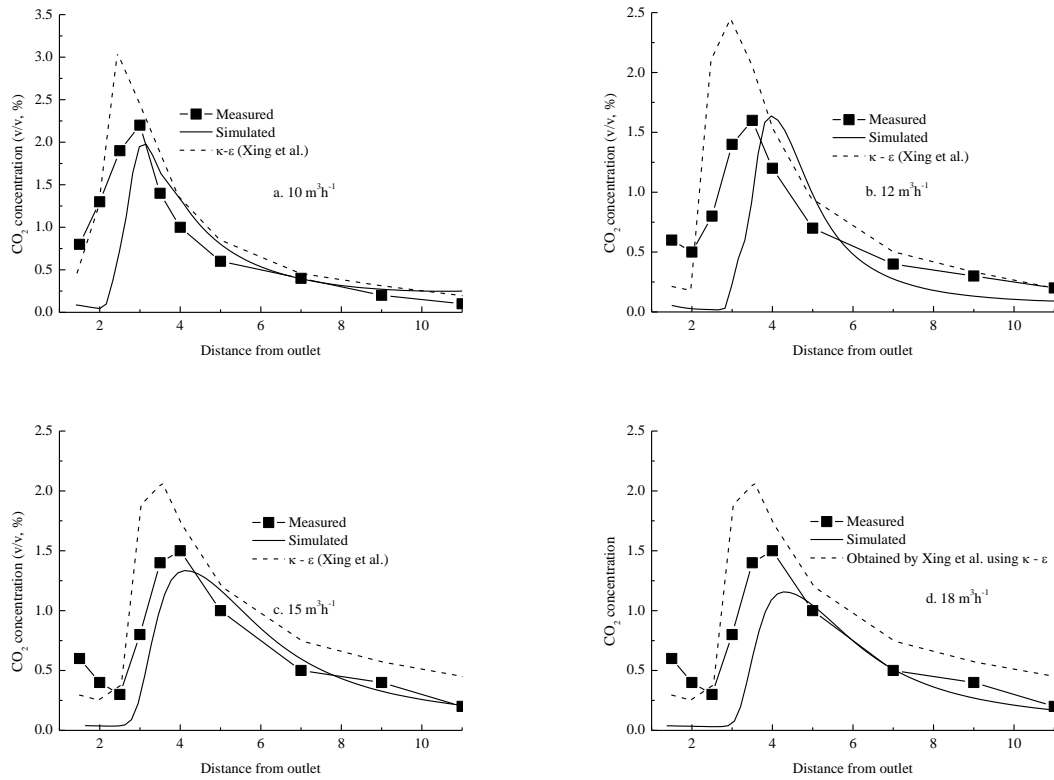 3.5
3.0
2.5
2.0
1.5
1.0
0.5
0.0
CO2 concentration (v/v, %)
Measured
Simulated
κ-ε (Xing et al.)
a. 10 m3h-1
2 4 6 8 10
Distance from outlet
2.5
2.0
1.5
1.0
0.5
0.0
CO2 concentration (v/v, %)
Measured
Simulated
κ - ε (Xing et al.)
b. 12 m3h-1
2 4 6 8 10
Distance from outlet
2.5
2.0
1.5
1.0
0.5
0.0
CO2 concentration (v/v, %)
Measured
Simulated
κ - ε (Xing et al.)
c. 15 m3h-1
2 4 6 8 10
Distance from outlet
2.5
2.0
1.5
1.0
0.5
0.0
CO2 concentration
Measured
Simulated
Obtained by Xing et al. using κ - ε
d. 18 m3h-1
2 4 6 8 10
Distance from outlet